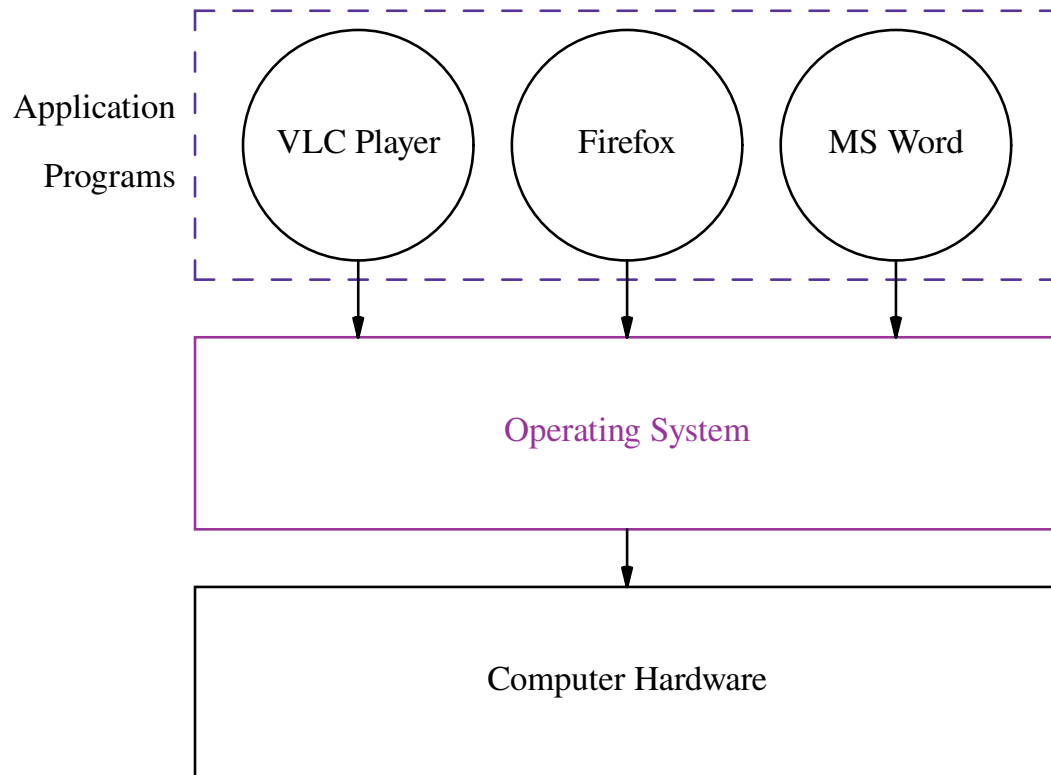 Application
Programs
VLC Player
Firefox
MS Word
Operating System
Computer Hardware